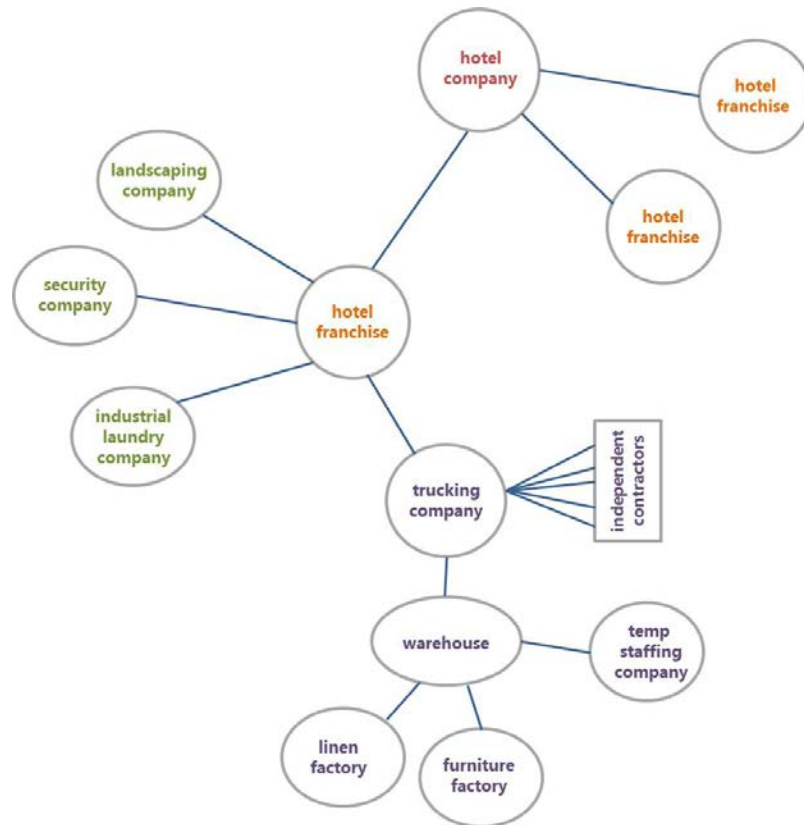 hotel
company
hotel
franchise
hotel
franchise
landscaping
company
security
company
hotel
franchise
industrial
laundry
company
trucking
company
independent
contractors
warehouse
temp
staffing
company
linen
factory
furniture
factory